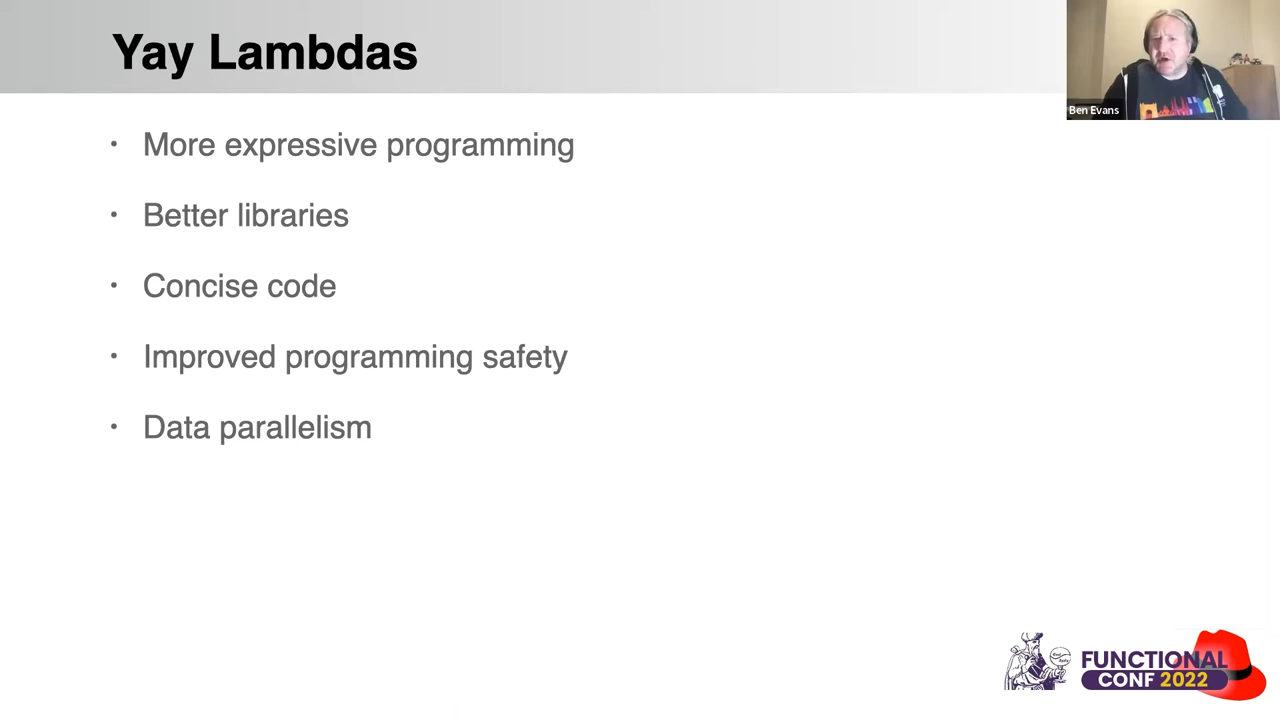 Yay Lambdas
Ben Evans
• More expressive programming
• Better libraries
• Concise code
• Improved programming safety
• Data parallelism
FUNCTIONAL
CONF 2022